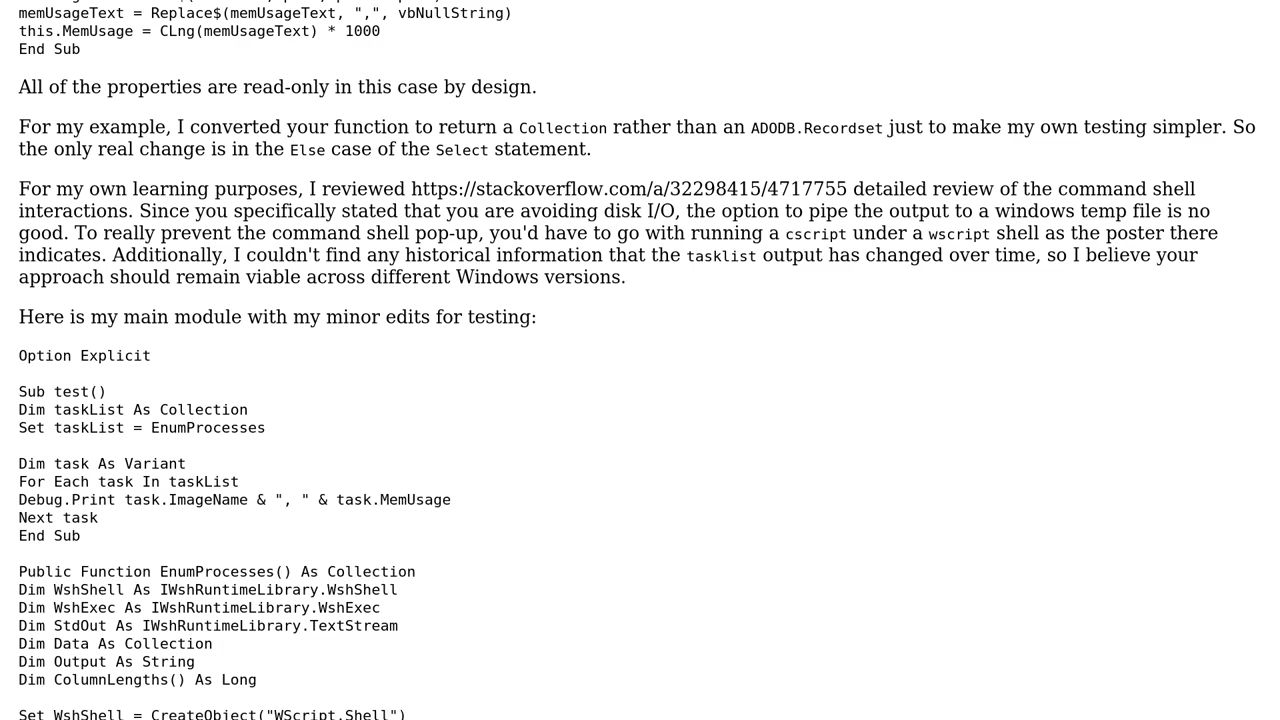 memUsageText = Replace$(memUsageText, ",", vbNullString)
this.MemUsage = CLng(memUsageText) * 1000
End Sub
All of the properties are read-only in this case by design.
For my example, I converted your function to return a Collection rather than an ADODB.Recordset just to make my own testing simpler. So
the only real change is in the Else case of the Select statement.
For my own learning purposes, I reviewed https://stackoverflow.com/a/32298415/4717755 detailed review of the command shell
interactions. Since you specifically stated that you are avoiding disk I/O, the option to pipe the output to a windows temp file is no
good. To really prevent the command shell pop-up, you'd have to go with running a cscript under a wscript shell as the poster there
indicates. Additionally, I couldn't find any historical information that the tasklist output has changed over time, so I believe your
approach should remain viable across different Windows versions.
Here is my main module with my minor edits for testing:
Option Explicit
Sub test()
Dim taskList As Collection
Set taskList = EnumProcesses
Dim task As Variant
For Each task In taskList
Debug.Print task.ImageName & ", " & task.MemUsage
Next task
End Sub
Public Function EnumProcesses() As Collection
Dim WshShell As IWshRuntimeLibrary.WshShell
Dim WshExec As IWshRuntimeLibrary.WshExec
Dim StdOut As IWshRuntimeLibrary.TextStream
Dim Data As Collection
Dim Output As String
Dim ColumnLengths() As Long
Set WshShell = CreateObject("WScript.Shell")